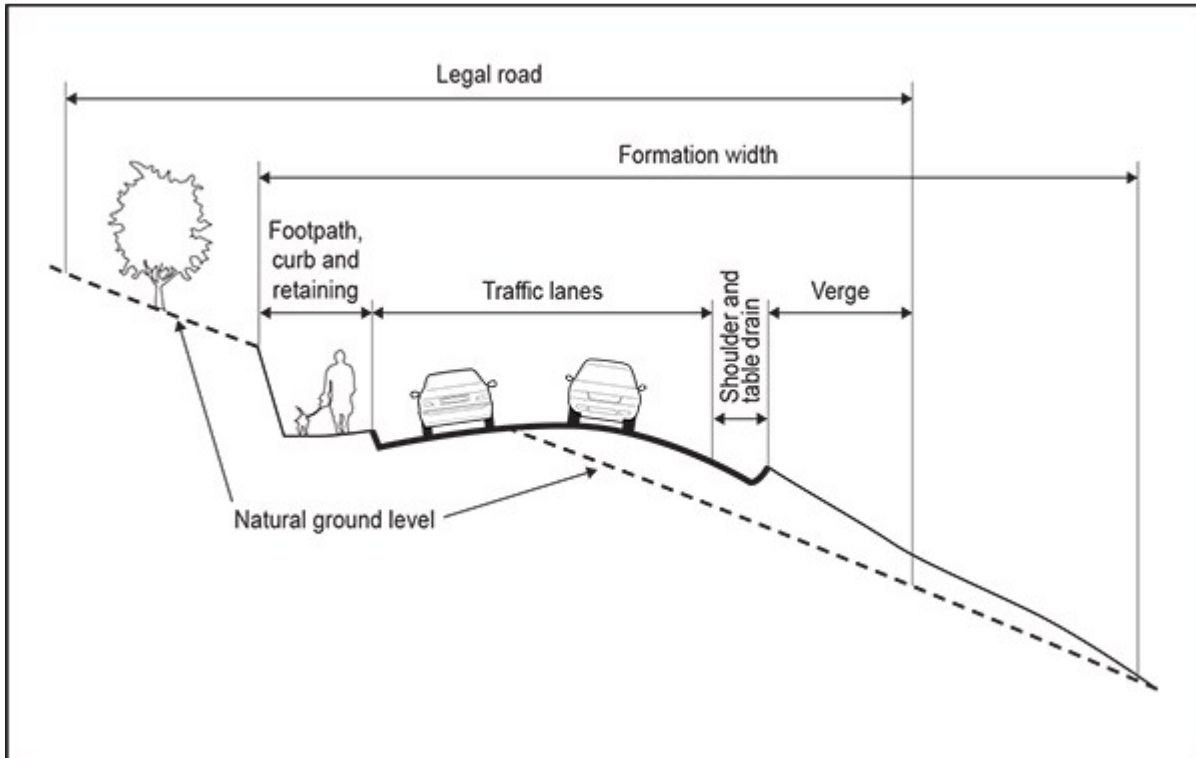 Legal road
Formation width
Footpath,
curb and
retaining
Traffic lanes
Shoulder and
table drain
Verge
Natural ground level